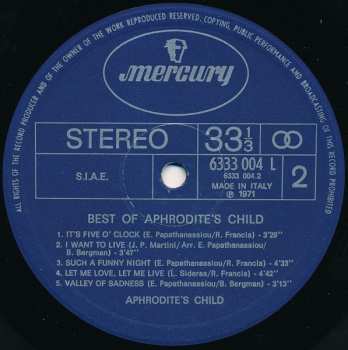 ALL RIGHTS OF THE RECORD PRODUCER AND OF THE OWNER OF THE WORK REPRODUCED RESERVED. COPYING, PUBLIC PERFORMANCE AND BROADCASTING OF THIS RECORD PROHIBITED
mercury
STEREO 33 1/3
S.I.A.E.
6333 004 L
6333 004.2
MADE IN ITALY
℗ 1971
2
BEST OF APHRODITE'S CHILD
1. IT'S FIVE O' CLOCK (E. Papathanassiou/R. Francis) - 3'29"
2. I WANT TO LIVE (J. P. Martini/Arr. E. Papathanassiou/
B. Bergman) - 3'47"
3. SUCH A FUNNY NIGHT (E. Papathanassiou/R. Francis) - 4'33"
4. LET ME LOVE, LET ME LIVE (L. Sideras/R. Francis) - 4'42"
5. VALLEY OF SADNESS (E. Papathanassiou/B. Bergman) - 3'13"
APHRODITE'S CHILD